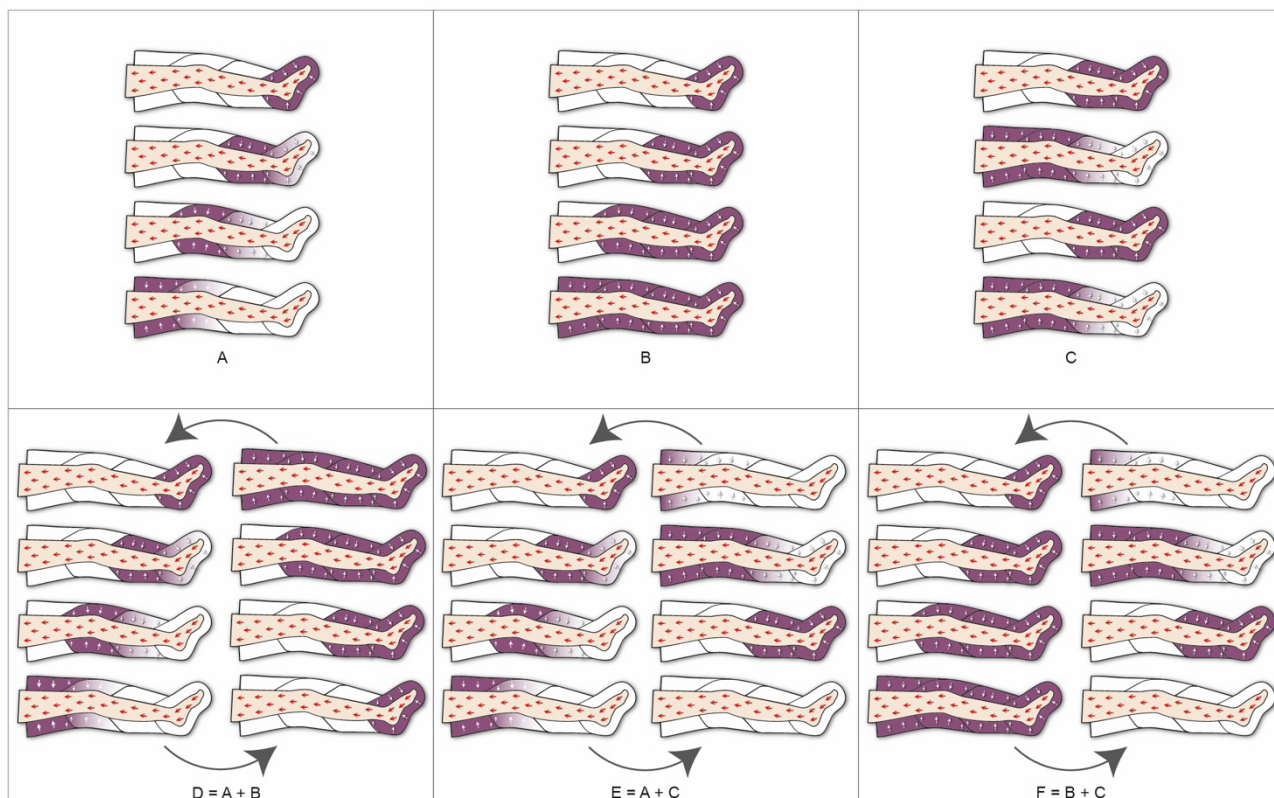 A
B
C
D = A + B
E = A + C
F = B + C